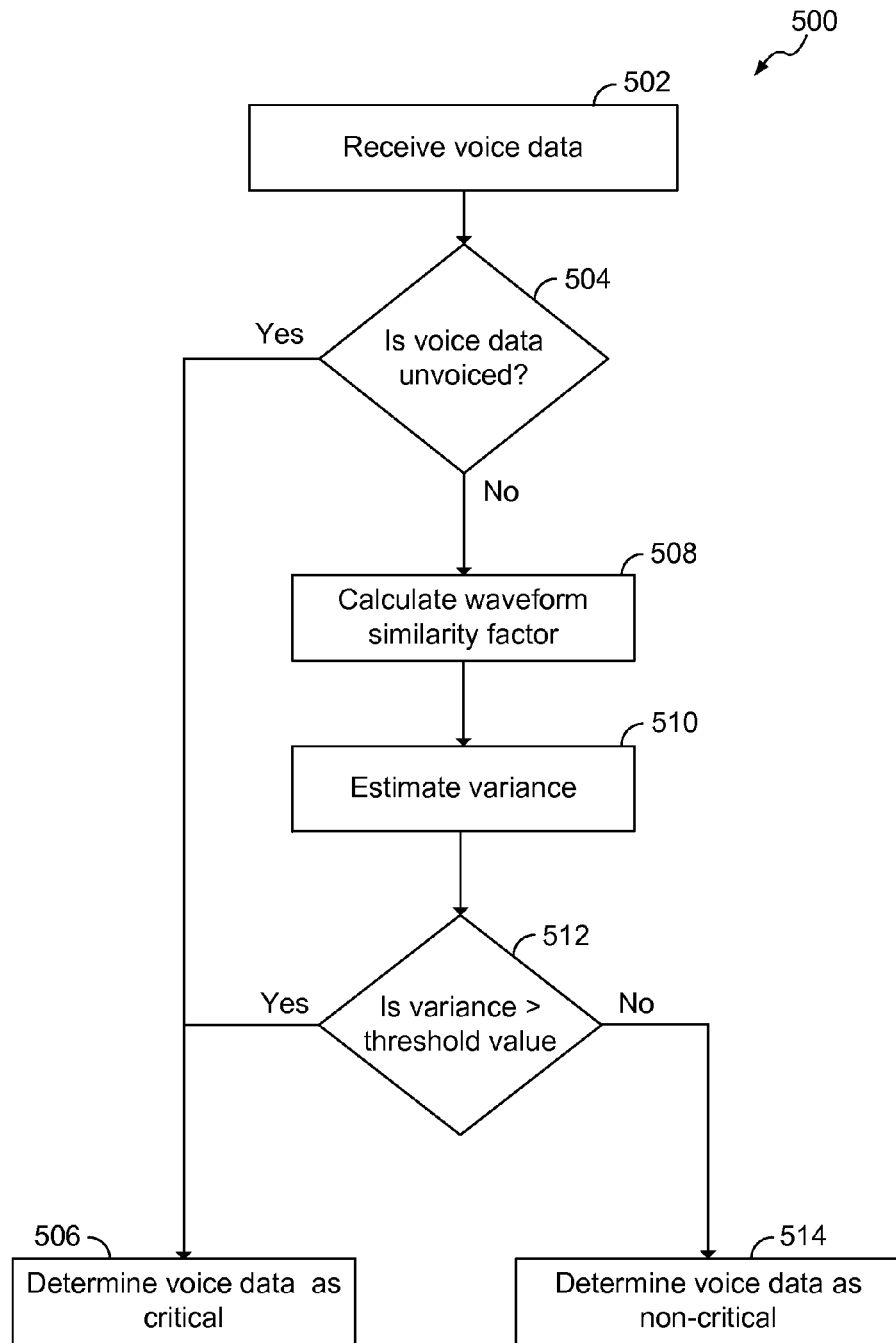 500
502
Receive voice data
504
Yes
Is voice data
unvoiced?
No
508
Calculate waveform
similarity factor
510
Estimate variance
512
Yes
Is variance >
threshold value
No
506
Determine voice data as
critical
514
Determine voice data as
non-critical